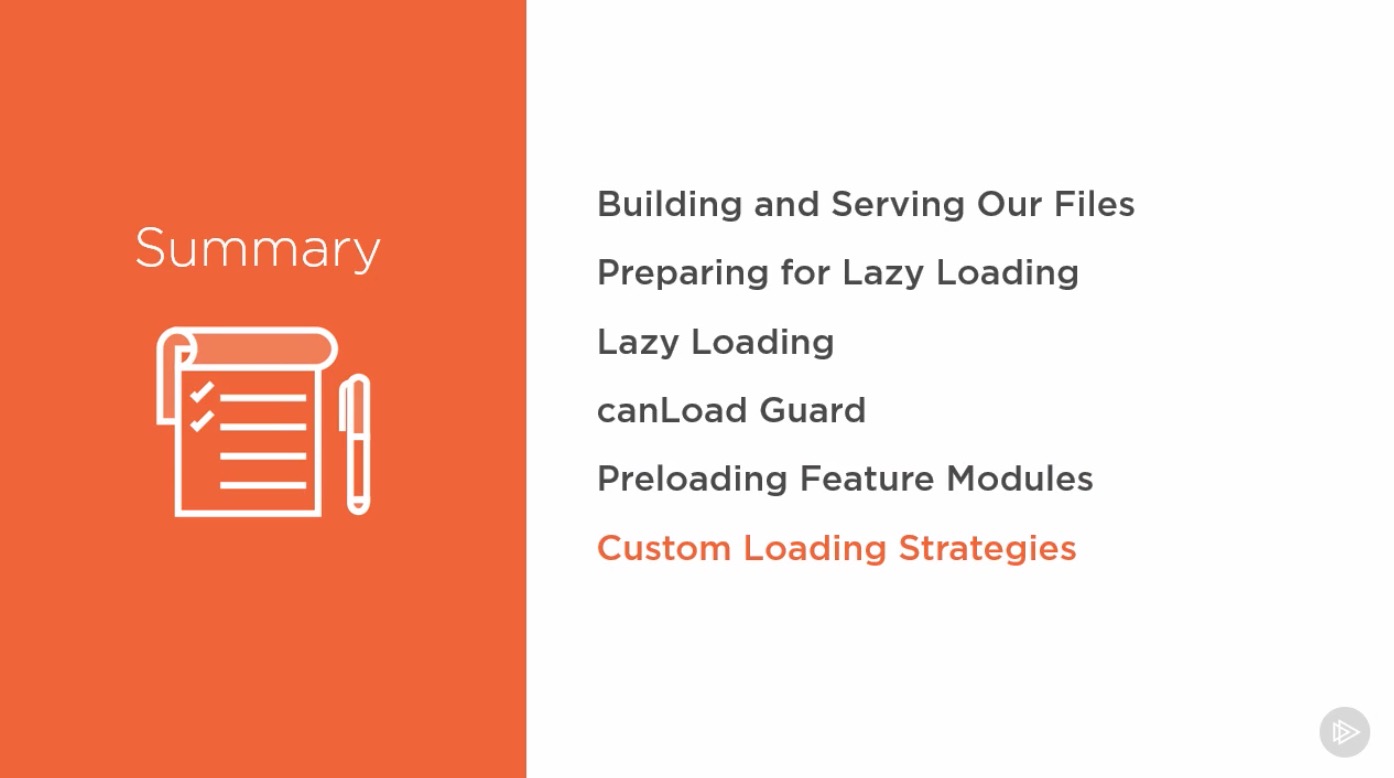 Summary
Building and Serving Our Files
Preparing for Lazy Loading
Lazy Loading
canLoad Guard
Preloading Feature Modules
Custom Loading Strategies